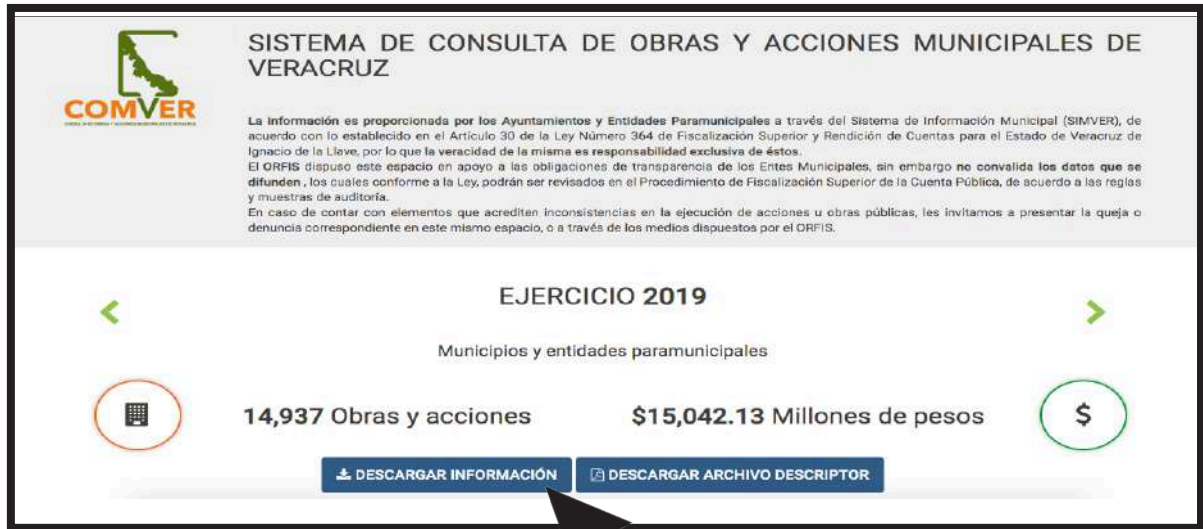 SISTEMA DE CONSULTA DE OBRAS Y ACCIONES MUNICIPALES DE
VERACRUZ
COMVER
La información es proporcionada por los Ayuntamientos y Entidades Paramunicipales a través del Sistema de Información Municipal (SIMVER), de
acuerdo con lo establecido en el Artículo 30 de la Ley Número 364 de Fiscalización Superior y Rendición de Cuentas para el Estado de Veracruz de
Ignacio de la Llave, por lo que la veracidad de la misma es responsabilidad exclusiva de éstos.
El ORFIS dispuso este espacio en apoyo a las obligaciones de transparencia de los Entes Municipales, sin embargo no convalida los datos que se
difunden , los cuales conforme a la Ley, podrán ser revisados en el Procedimiento de Fiscalización Superior de la Cuenta Pública, de acuerdo a las reglas
y muestras de auditoría.
En caso de contar con elementos que acrediten inconsistencias en la ejecución de acciones u obras públicas, les invitamos a presentar la queja o
denuncia correspondiente en este mismo espacio, o a través de los medios dispuestos por el ORFIS.
EJERCICIO 2019
Municipios y entidades paramunicipales
14,937 Obras y acciones $15,042.13 Millones de pesos $
DESCARGAR INFORMACIÓN DESCARGAR ARCHIVO DESCRIPTOR